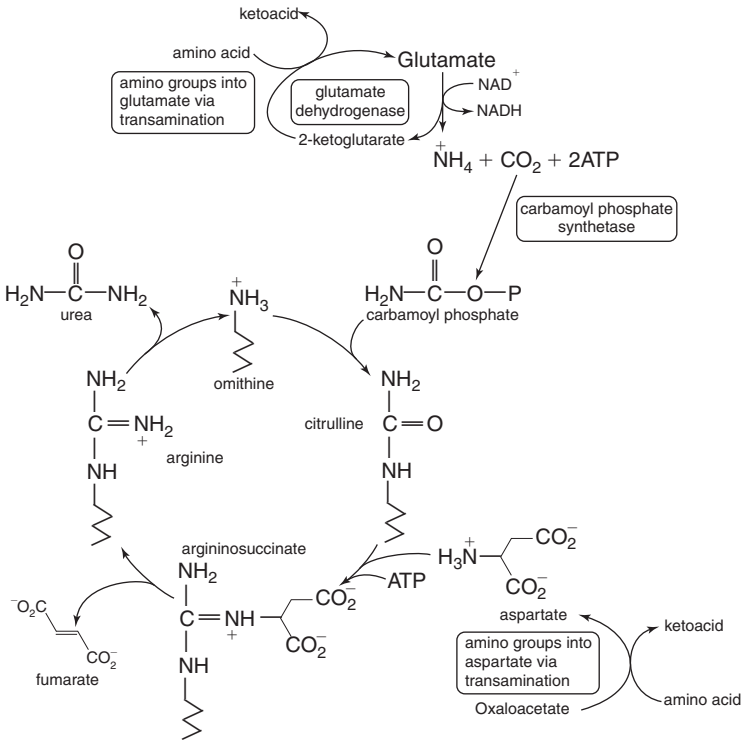 ketoacid
amino acid
Glutamate
amino groups into
glutamate via
transamination
glutamate
dehydrogenase
NAD+
NADH
2-ketoglutarate
+
NH4 + CO2 + 2ATP
carbamoyl phosphate
synthetase
O
H2N—C—NH2
urea
+
NH3
omithine
O
H2N—C—O—P
carbamoyl phosphate
NH2
C=NH2
+
NH
arginine
NH2
citrulline
C=O
NH
argininosuccinate
NH2
C=NH
+
NH
CO2−
CO2−
ATP
+
H3N
CO2−
CO2−
aspartate
−O2C
CO2−
fumarate
amino groups into
aspartate via
transamination
ketoacid
amino acid
Oxaloacetate